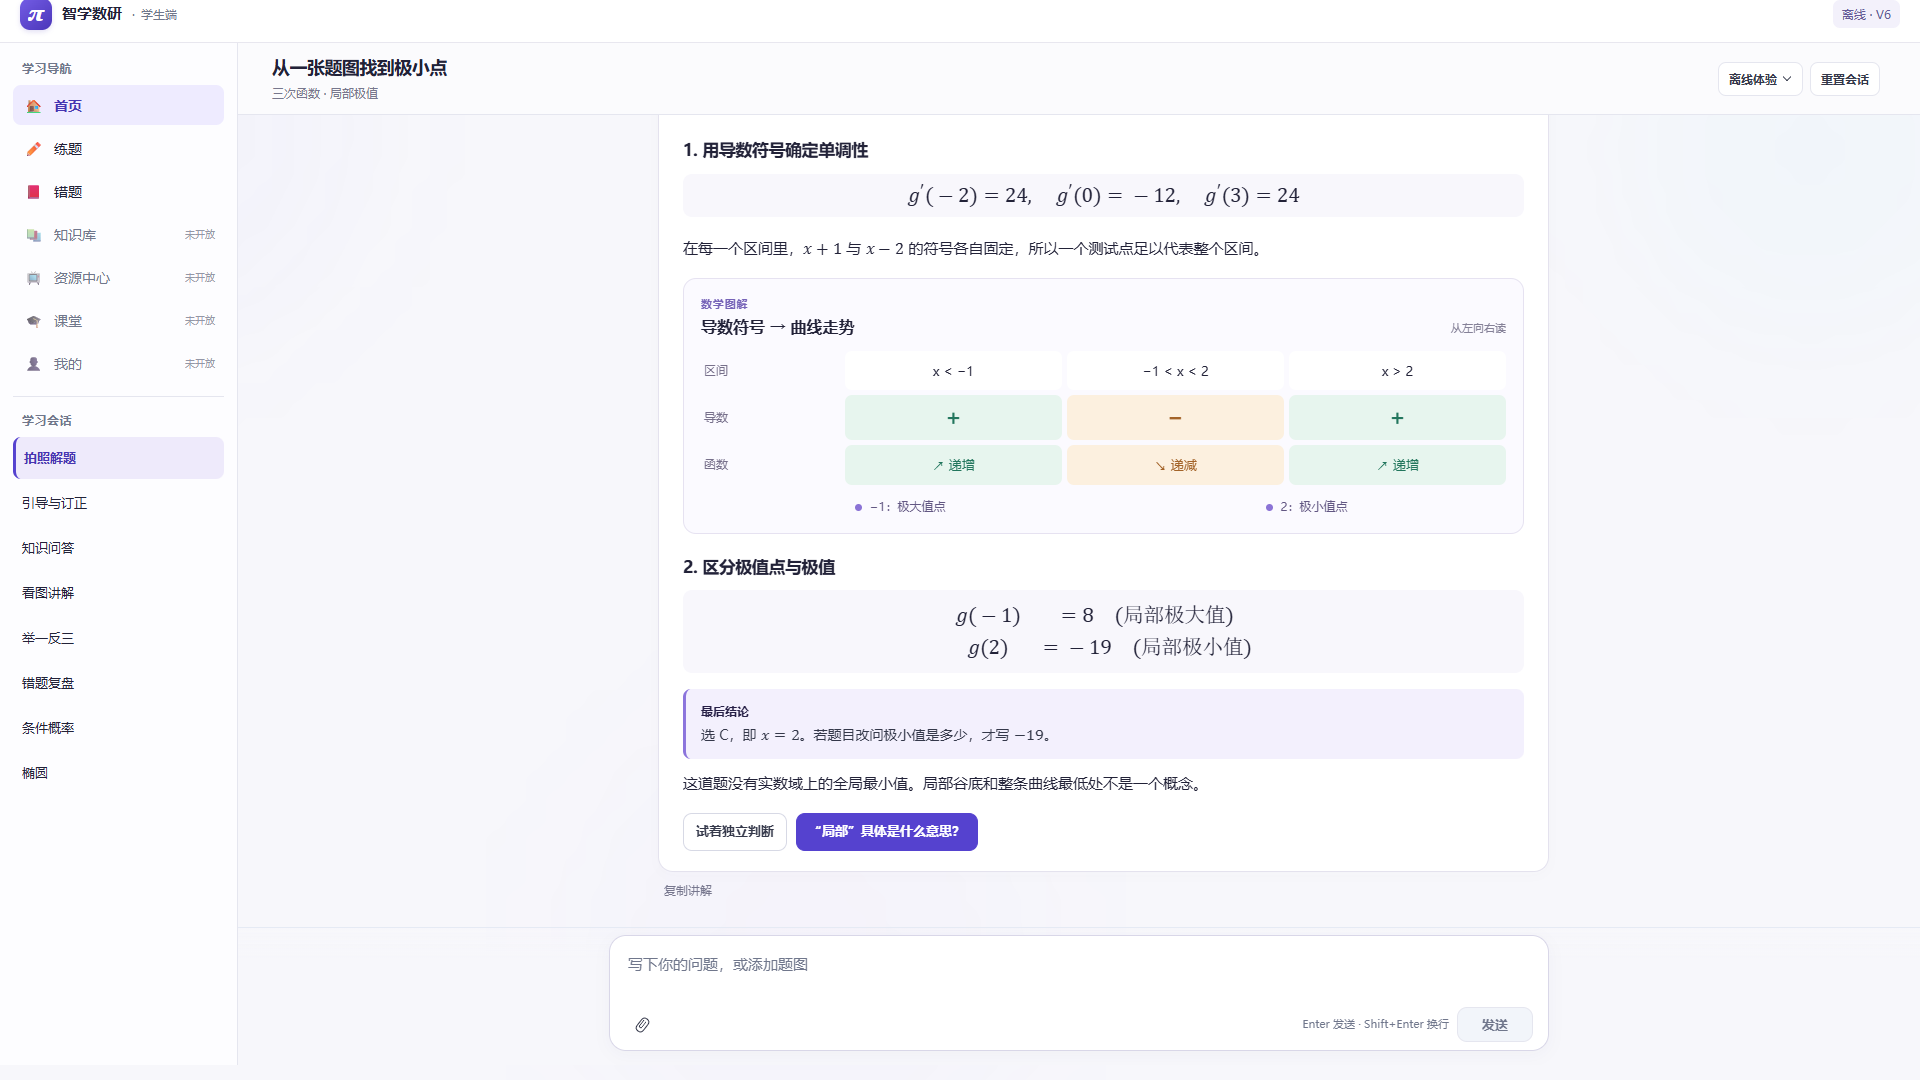 π 智学数研 · 学生端
离线 · V6
学习导航
首页
练题
错题
知识库 未开放
资源中心 未开放
课堂 未开放
我的 未开放
学习会话
拍照解题
引导与订正
知识问答
看图讲解
举一反三
错题复盘
条件概率
椭圆
从一张题图找到极小点
三次函数 · 局部极值
离线体验
重置会话
1. 用导数符号确定单调性
g′(−2) = 24, g′(0) = −12, g′(3) = 24
在每一个区间里，x + 1 与 x − 2 的符号各自固定，所以一个测试点足以代表整个区间。
数学图解
导数符号 → 曲线走势
从左向右读
区间 x < −1 −1 < x < 2 x > 2
导数 + − +
函数 ↗ 递增 ↘ 递减 ↗ 递增
−1：极大值点 2：极小值点
2. 区分极值点与极值
g(−1) = 8 (局部极大值)
g(2) = −19 (局部极小值)
最后结论
选 C，即 x = 2。若题目改问极小值是多少，才写 −19。
这道题没有实数域上的全局最小值。局部谷底和整条曲线最低处不是一个概念。
试着独立判断
“局部”具体是什么意思？
复制讲解
写下你的问题，或添加题图
Enter 发送 · Shift+Enter 换行
发送